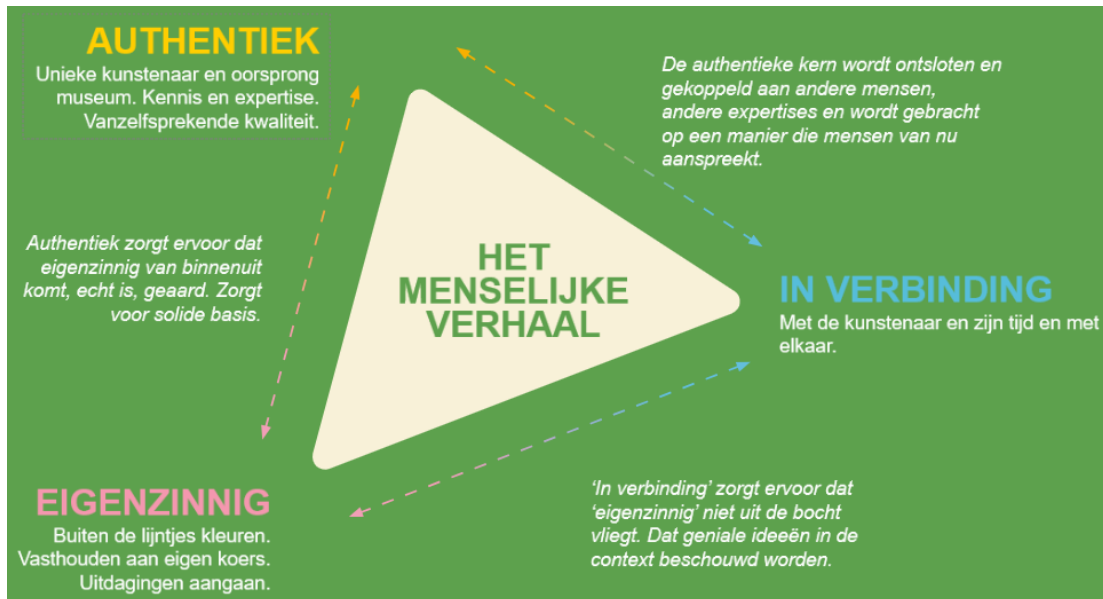 AUTHENTIEK
Unieke kunstenaar en oorsprong
museum. Kennis en expertise.
Vanzelfsprekende kwaliteit.
De authentieke kern wordt ontsloten en
gekoppeld aan andere mensen,
andere expertises en wordt gebracht
op een manier die mensen van nu
aanspreekt.
Authentiek zorgt ervoor dat
eigenzinnig van binnenuit
komt, echt is, geaard. Zorgt
voor solide basis.
HET
MENSELIJKE
VERHAAL
IN VERBINDING
Met de kunstenaar en zijn tijd en met
elkaar.
EIGENZINNIG
Buiten de lijntjes kleuren.
Vasthouden aan eigen koers.
Uitdagingen aangaan.
‘In verbinding’ zorgt ervoor dat
‘eigenzinnig’ niet uit de bocht
vliegt. Dat geniale ideeën in de
context beschouwd worden.